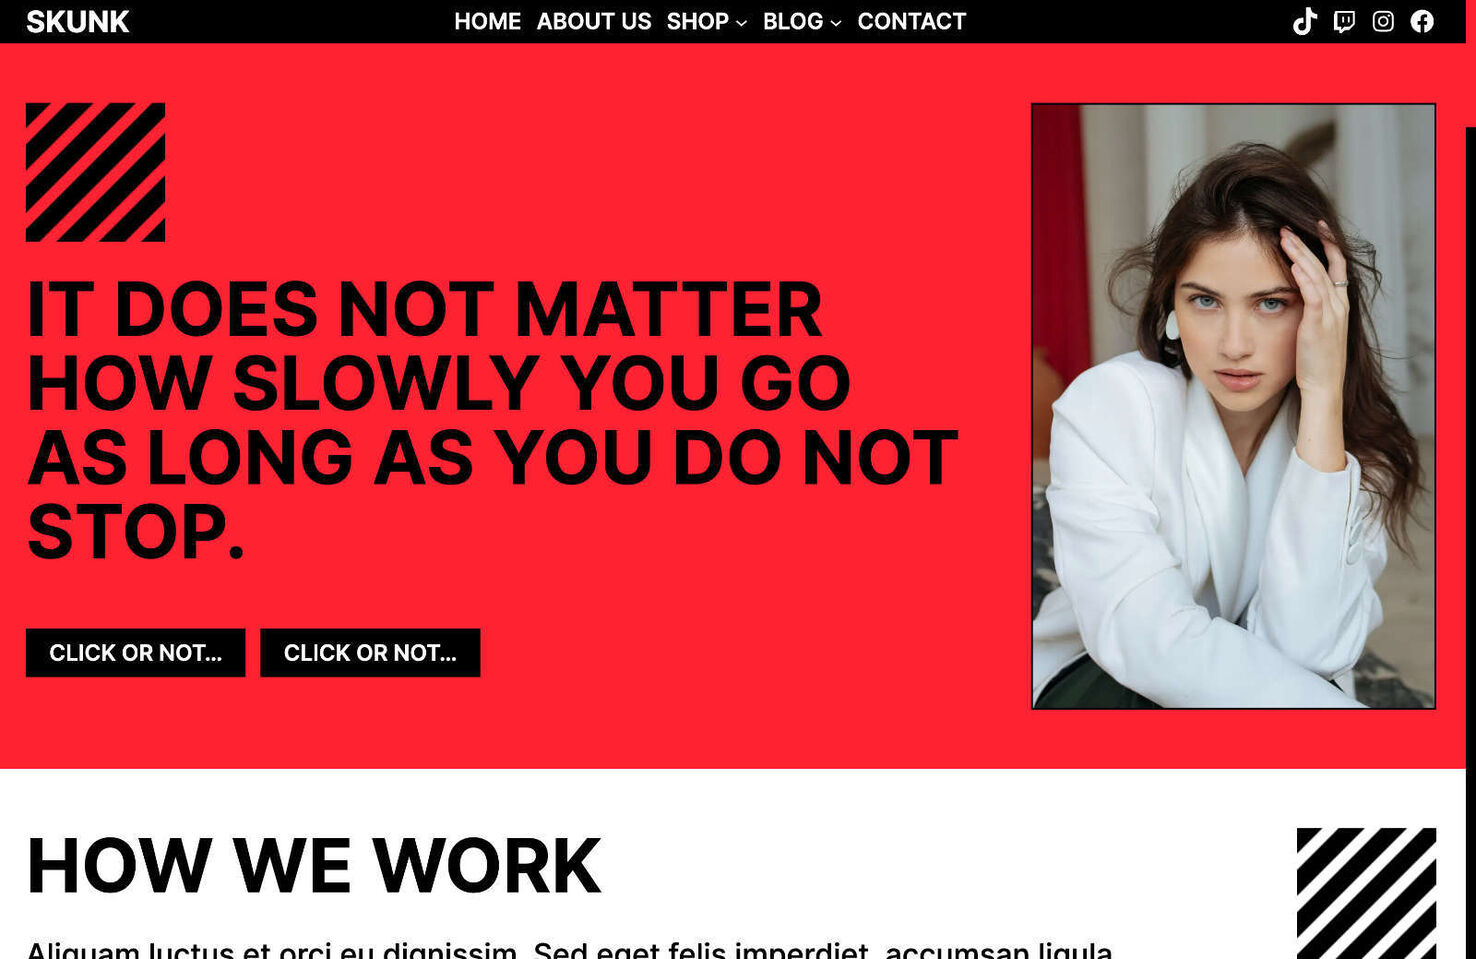 SKUNK
HOME ABOUT US SHOP BLOG CONTACT
IT DOES NOT MATTER
HOW SLOWLY YOU GO
AS LONG AS YOU DO NOT
STOP.
CLICK OR NOT... CLICK OR NOT...
HOW WE WORK
Aliquam luctus et orci eu dignissim. Sed eget felis imperdiet, accumsan ligula